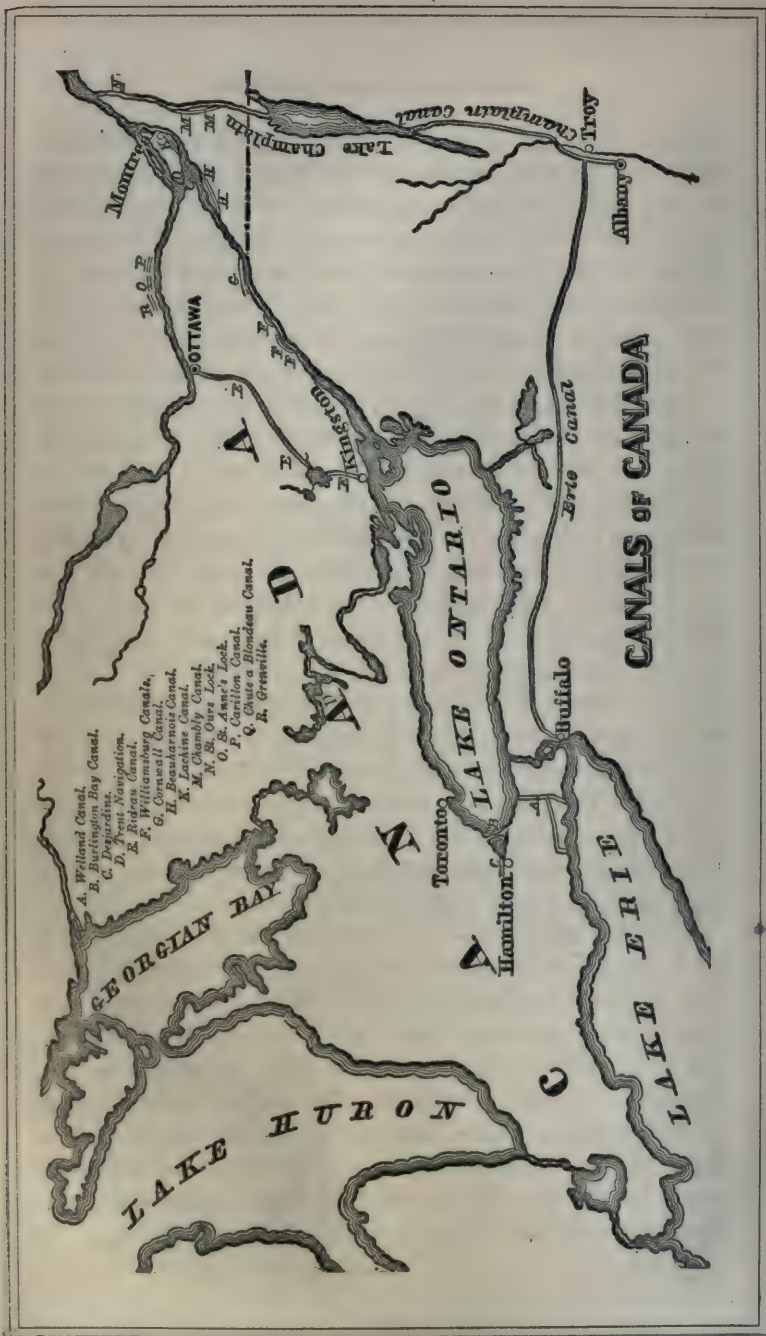 CANALS OF CANADA
A. Welland Canal.
B. Burlington Bay Canal.
C. Desjardins.
D. Trent Navigation.
E. Rideau Canal.
F. Williamsburg Canals.
G. Cornwall Canal.
H. Beauharnois Canal.
K. Lachine Canal.
M. Chambly Canal.
N. St. Ours Lock.
O. St. Anne's Lock.
P. Carillon Canal.
Q. Chute a Blondeau Canal.
R. Grenville.
LAKE HURON
GEORGIAN BAY
C A N A D A
Toronto
Hamilton
LAKE ONTARIO
LAKE ERIE
Buffalo
Erie Canal
Kingston
OTTAWA
Montreal
Lake Champlain
Champlain Canal
Troy
Albany
A
C
E
E
E
F
F
F
G
H
H
K
O
M
M
N
R Q P